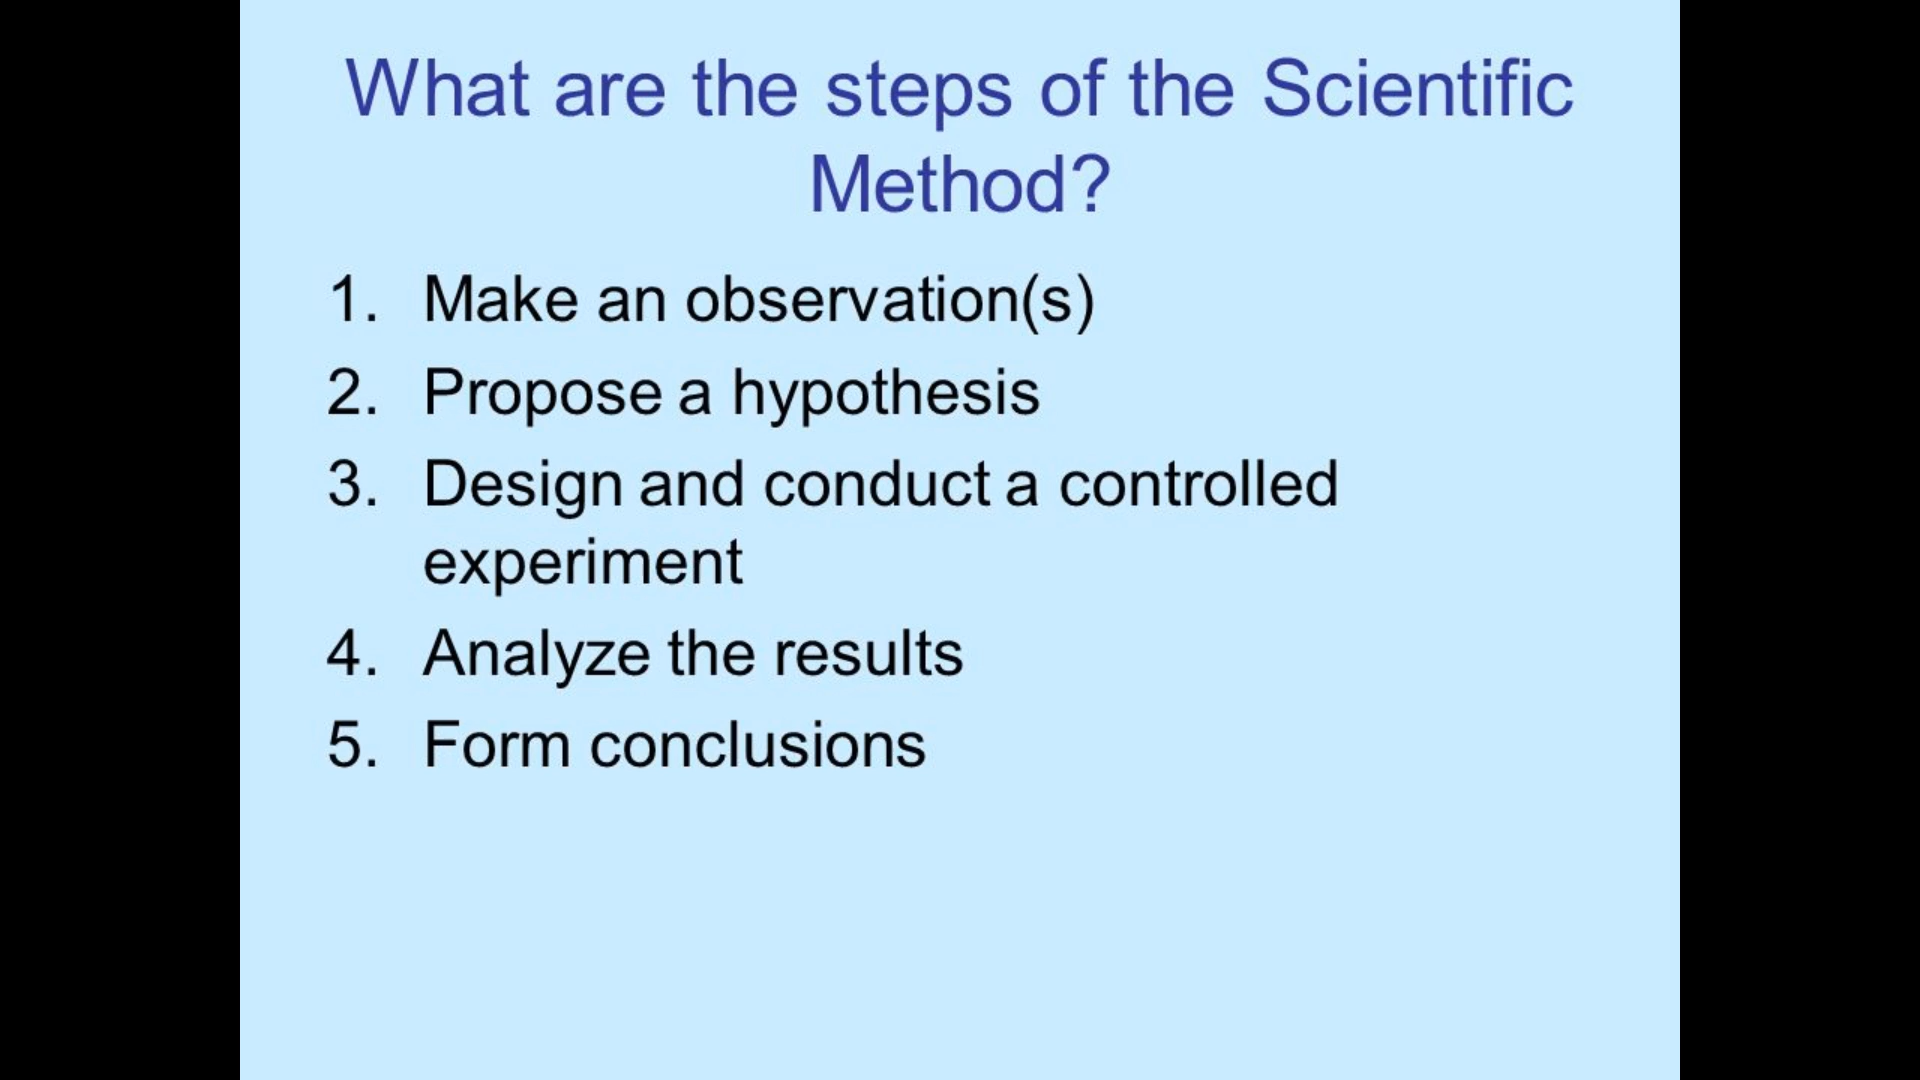 What are the steps of the Scientific
Method?
1. Make an observation(s)
2. Propose a hypothesis
3. Design and conduct a controlled
experiment
4. Analyze the results
5. Form conclusions